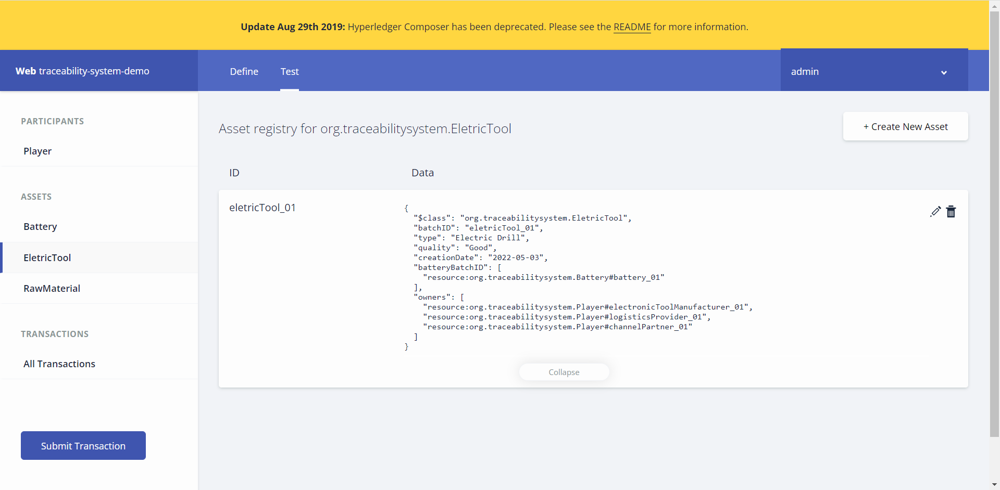 Update Aug 29th 2019: Hyperledger Composer has been deprecated. Please see the README for more information.
Web traceability-system-demo
Define
Test
admin
PARTICIPANTS
Player
ASSETS
Battery
EletricTool
RawMaterial
TRANSACTIONS
All Transactions
Submit Transaction
Asset registry for org.traceabilitysystem.EletricTool
+ Create New Asset
ID
Data
eletricTool_01
{
  "$class": "org.traceabilitysystem.EletricTool",
  "batchID": "eletricTool_01",
  "type": "Electric Drill",
  "quality": "Good",
  "creationDate": "2022-05-03",
  "batteryBatchID": [
    "resource:org.traceabilitysystem.Battery#battery_01"
  ],
  "owners": [
    "resource:org.traceabilitysystem.Player#electronicToolManufacturer_01",
    "resource:org.traceabilitysystem.Player#logisticsProvider_01",
    "resource:org.traceabilitysystem.Player#channelPartner_01"
  ]
}
Collapse